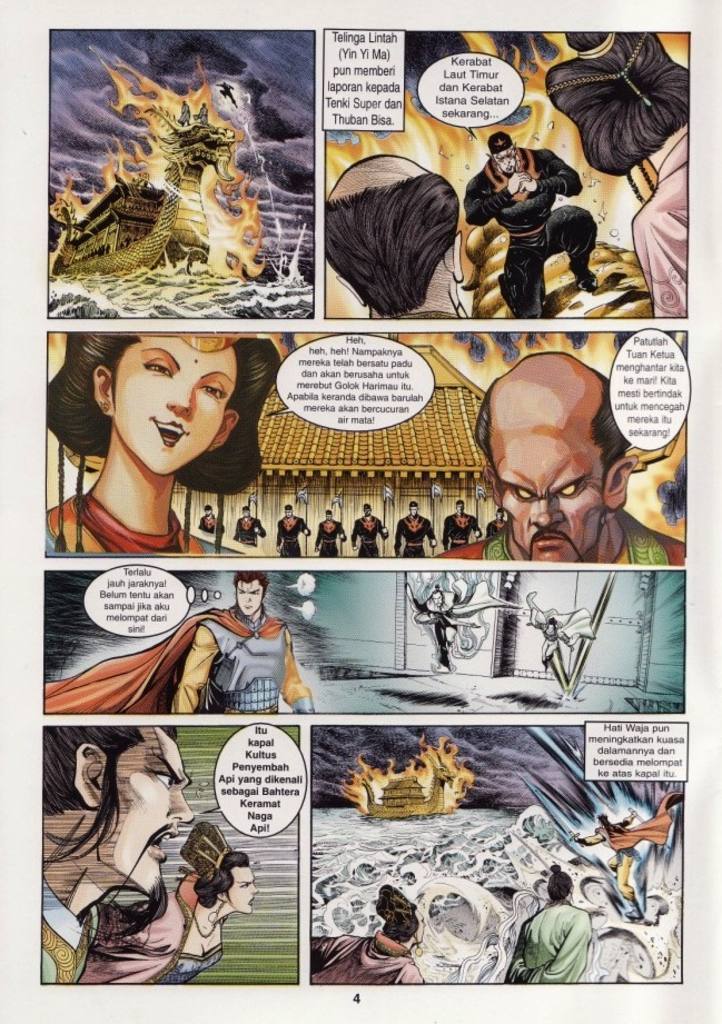 Telinga Lintah
(Yin Yi Ma)
pun memberi
laporan kepada
Tenki Super dan
Thuban Bisa.
Kerabat
Laut Timur
dan Kerabat
Istana Selatan
sekarang...
Heh,
heh, heh! Nampaknya
mereka telah bersatu padu
dan akan berusaha untuk
merebut Golok Harimau itu.
Apabila keranda dibawa barulah
mereka akan bercucuran
air mata!
Patutlah
Tuan Ketua
menghantar kita
ke mari! Kita
mesti bertindak
untuk mencegah
mereka itu
sekarang!
Terlalu
jauh jaraknya!
Belum tentu akan
sampai jika aku
melompat dari
sini!
Itu
kapal
Kultus
Penyembah
Api yang dikenali
sebagai Bahtera
Keramat
Naga
Api!
Hati Waja pun
meningkatkan kuasa
dalamannya dan
bersedia melompat
ke atas kapal itu.
4